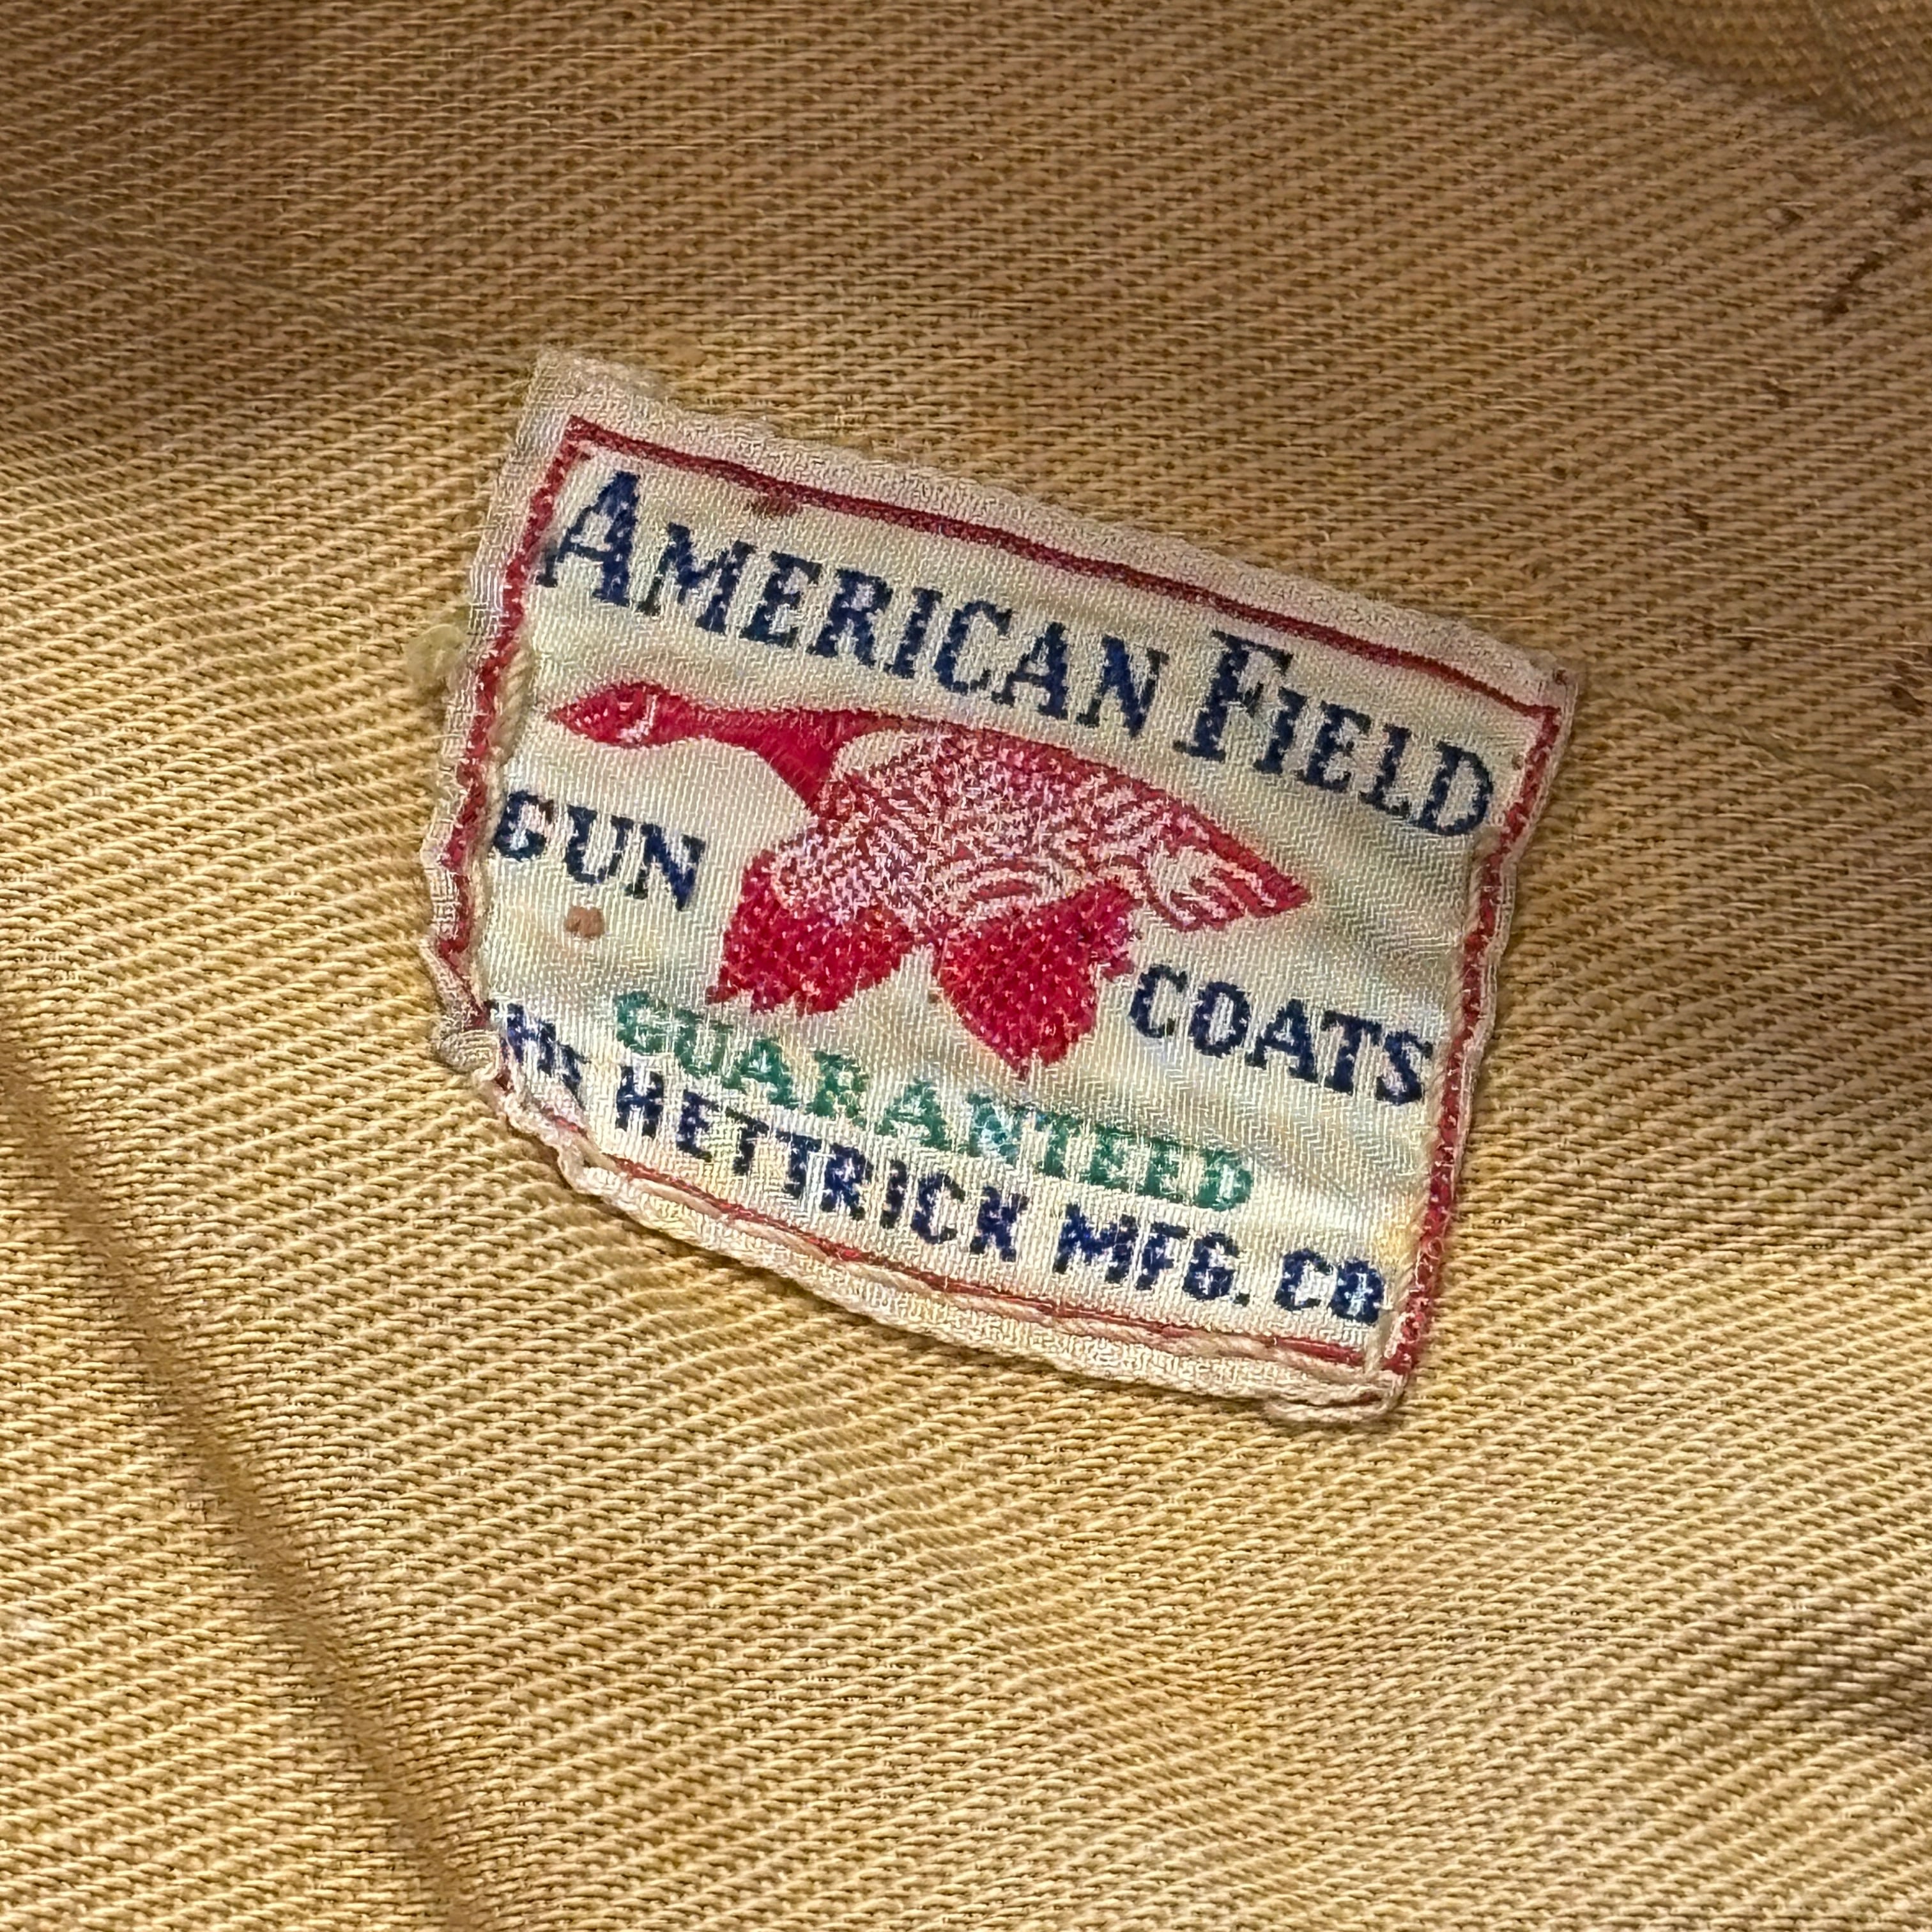 AMERICAN FIELD
GUN COATS
GUARANTEED
HETTRICK MFG. CO